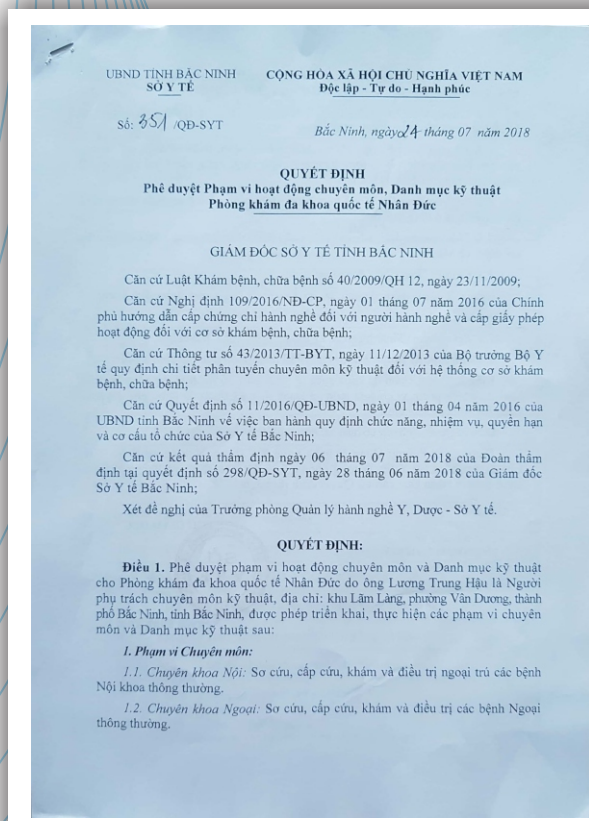 UBND TỈNH BẮC NINH
SỞ Y TẾ
CỘNG HÒA XÃ HỘI CHỦ NGHĨA VIỆT NAM
Độc lập - Tự do - Hạnh phúc
Số: 351 /QĐ-SYT
Bắc Ninh, ngày 24 tháng 07 năm 2018
QUYẾT ĐỊNH
Phê duyệt Phạm vi hoạt động chuyên môn, Danh mục kỹ thuật
Phòng khám đa khoa quốc tế Nhân Đức
GIÁM ĐỐC SỞ Y TẾ TỈNH BẮC NINH
Căn cứ Luật Khám bệnh, chữa bệnh số 40/2009/QH 12, ngày 23/11/2009;
Căn cứ Nghị định 109/2016/NĐ-CP, ngày 01 tháng 07 năm 2016 của Chính
phủ hướng dẫn cấp chứng chỉ hành nghề đối với người hành nghề và cấp giấy phép
hoạt động đối với cơ sở khám bệnh, chữa bệnh;
Căn cứ Thông tư số 43/2013/TT-BYT, ngày 11/12/2013 của Bộ trưởng Bộ Y
tế quy định chi tiết phân tuyến chuyên môn kỹ thuật đối với hệ thống cơ sở khám
bệnh, chữa bệnh;
Căn cứ Quyết định số 11/2016/QĐ-UBND, ngày 01 tháng 04 năm 2016 của
UBND tỉnh Bắc Ninh về việc ban hành quy định chức năng, nhiệm vụ, quyền hạn
và cơ cấu tổ chức của Sở Y tế Bắc Ninh;
Căn cứ kết quả thẩm định ngày 06 tháng 07 năm 2018 của Đoàn thẩm
định tại quyết định số 298/QĐ-SYT, ngày 28 tháng 06 năm 2018 của Giám đốc
Sở Y tế Bắc Ninh;
Xét đề nghị của Trưởng phòng Quản lý hành nghề Y, Dược - Sở Y tế.
QUYẾT ĐỊNH:
Điều 1. Phê duyệt phạm vi hoạt động chuyên môn và Danh mục kỹ thuật
cho Phòng khám đa khoa quốc tế Nhân Đức do ông Lương Trung Hậu là Người
phụ trách chuyên môn kỹ thuật, địa chỉ: khu Lãm Làng, phường Vân Dương, thành
phố Bắc Ninh, tỉnh Bắc Ninh, được phép triển khai, thực hiện các phạm vi chuyên
môn và Danh mục kỹ thuật sau:
1. Phạm vi Chuyên môn:
1.1. Chuyên khoa Nội: Sơ cứu, cấp cứu, khám và điều trị ngoại trú các bệnh
Nội khoa thông thường.
1.2. Chuyên khoa Ngoại: Sơ cứu, cấp cứu, khám và điều trị các bệnh Ngoại
thông thường.